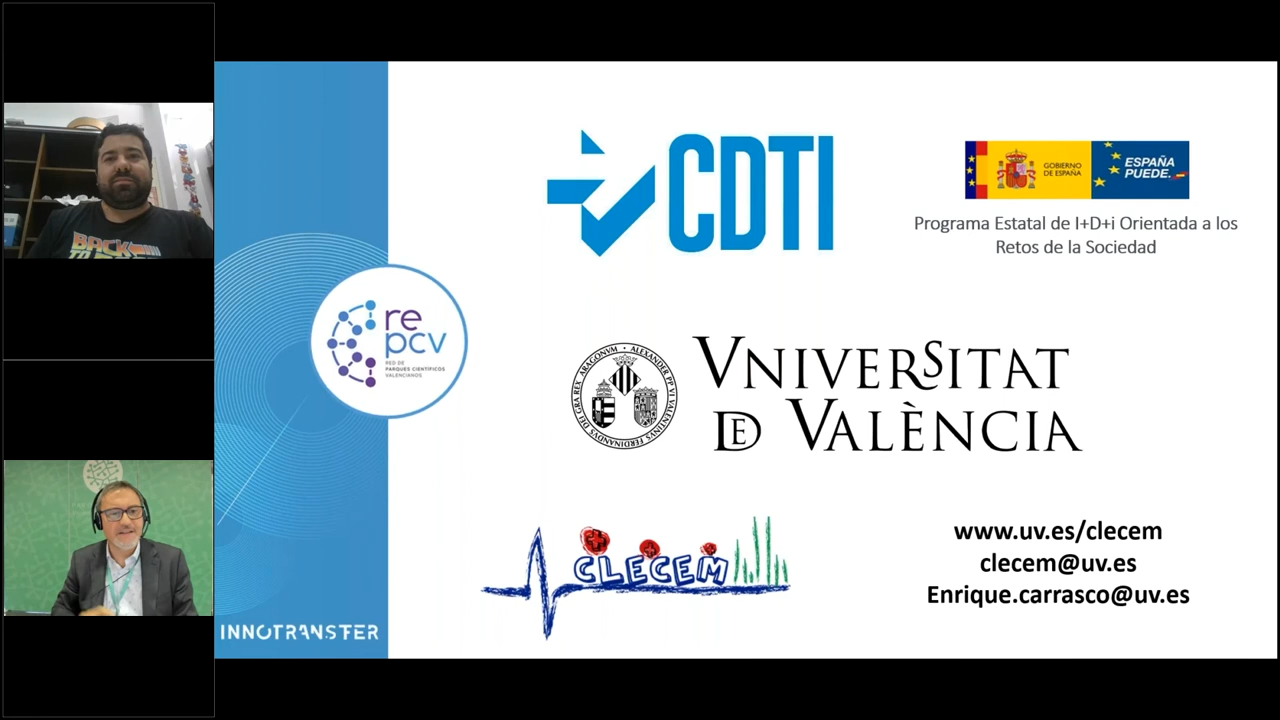 BACK
TO
CDTI
GOBIERNO
DE ESPAÑA
ESPAÑA
PUEDE.
Programa Estatal de I+D+i Orientada a los
Retos de la Sociedad
re
pcv
RED DE
PARQUES CIENTÍFICOS
VALENCIANOS
VNIVERSITAT
DE VALÈNCIA
CLECEM
www.uv.es/clecem
clecem@uv.es
Enrique.carrasco@uv.es
INNOTRANSFER